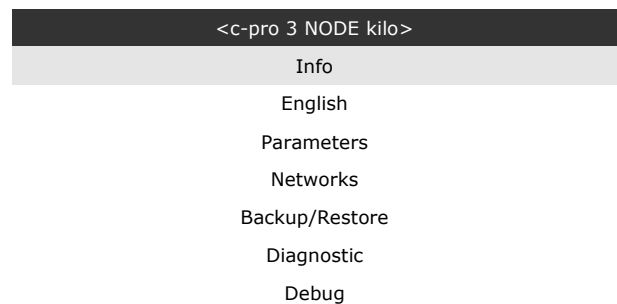 <c-pro 3 NODE kilo>
Info
English
Parameters
Networks
Backup/Restore
Diagnostic
Debug